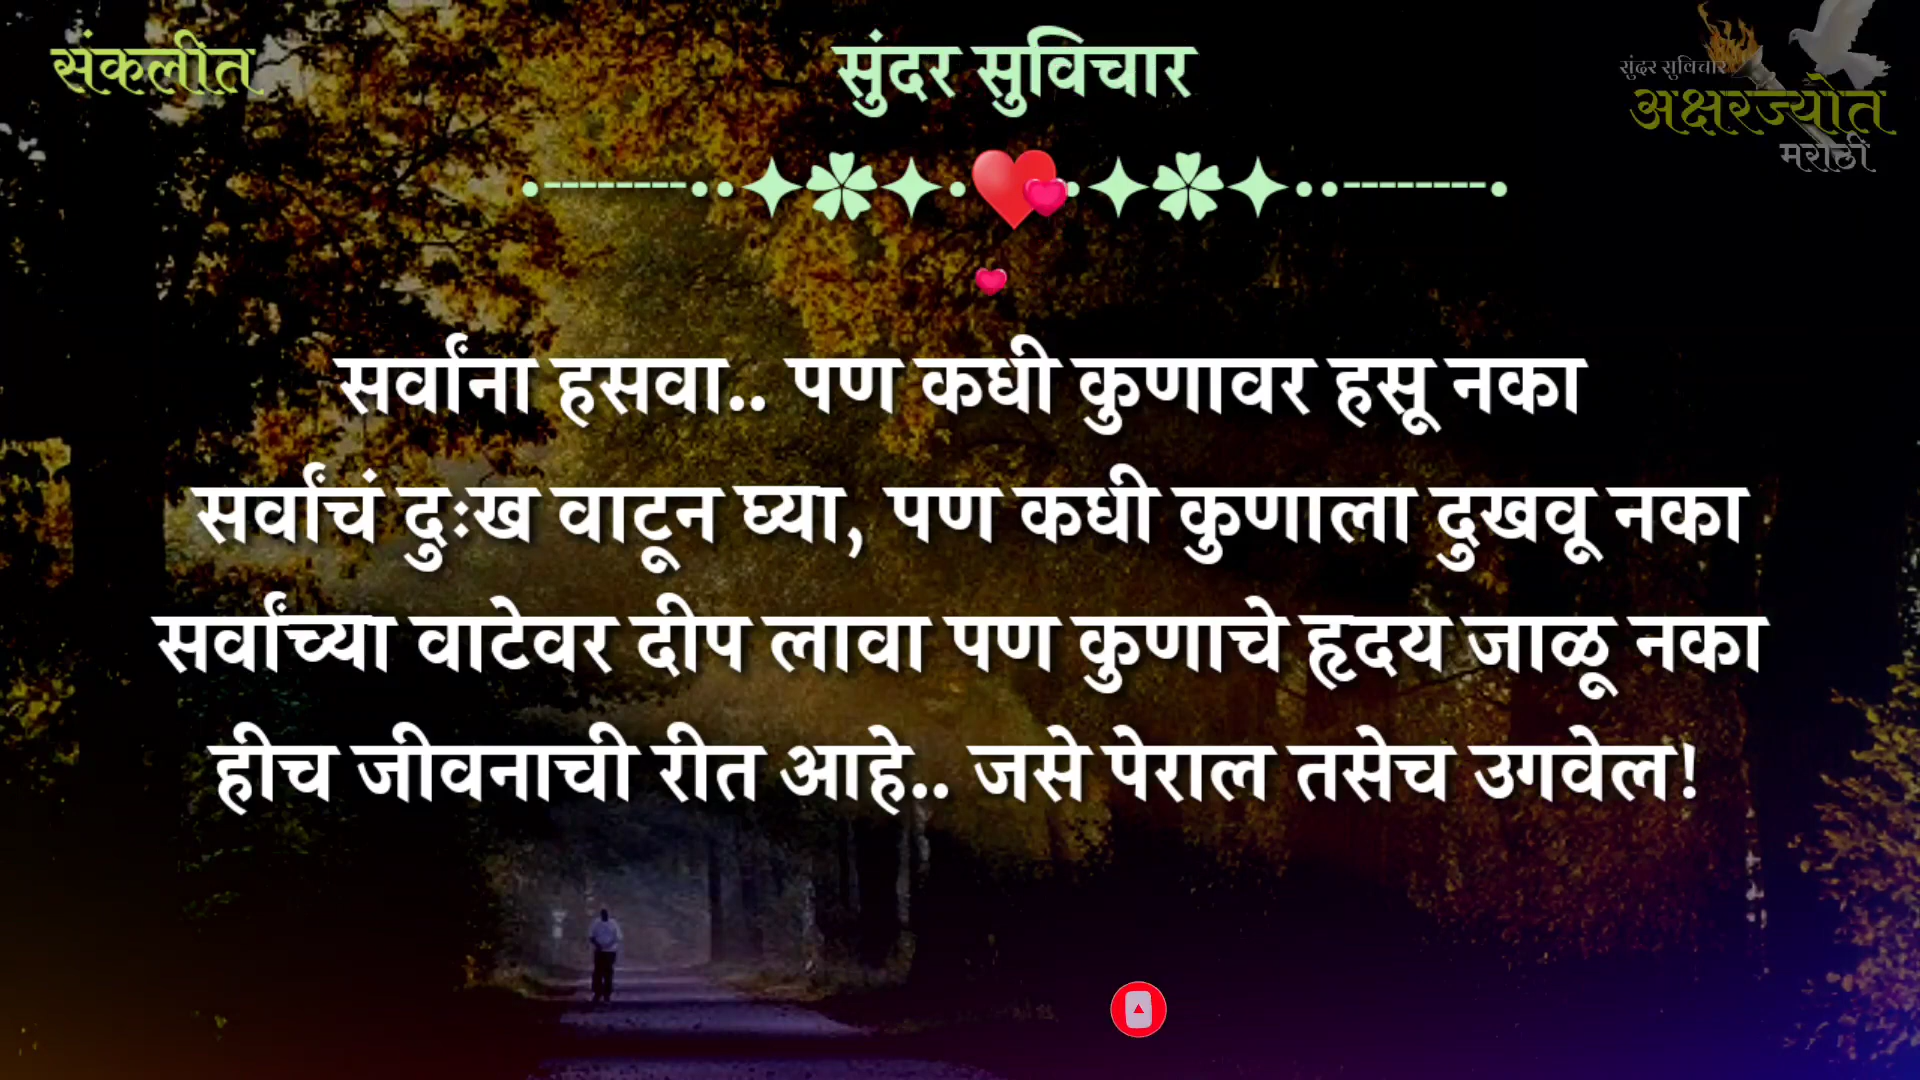 संकलीत
सुंदर सुविचार
सुंदर सुविचार
अक्षरज्योत
मराठी
सर्वांना हसवा.. पण कधी कुणावर हसू नका
सर्वांचं दुःख वाटून घ्या, पण कधी कुणाला दुखवू नका
सर्वांच्या वाटेवर दीप लावा पण कुणाचे हृदय जाळू नका
हीच जीवनाची रीत आहे.. जसे पेराल तसेच उगवेल!